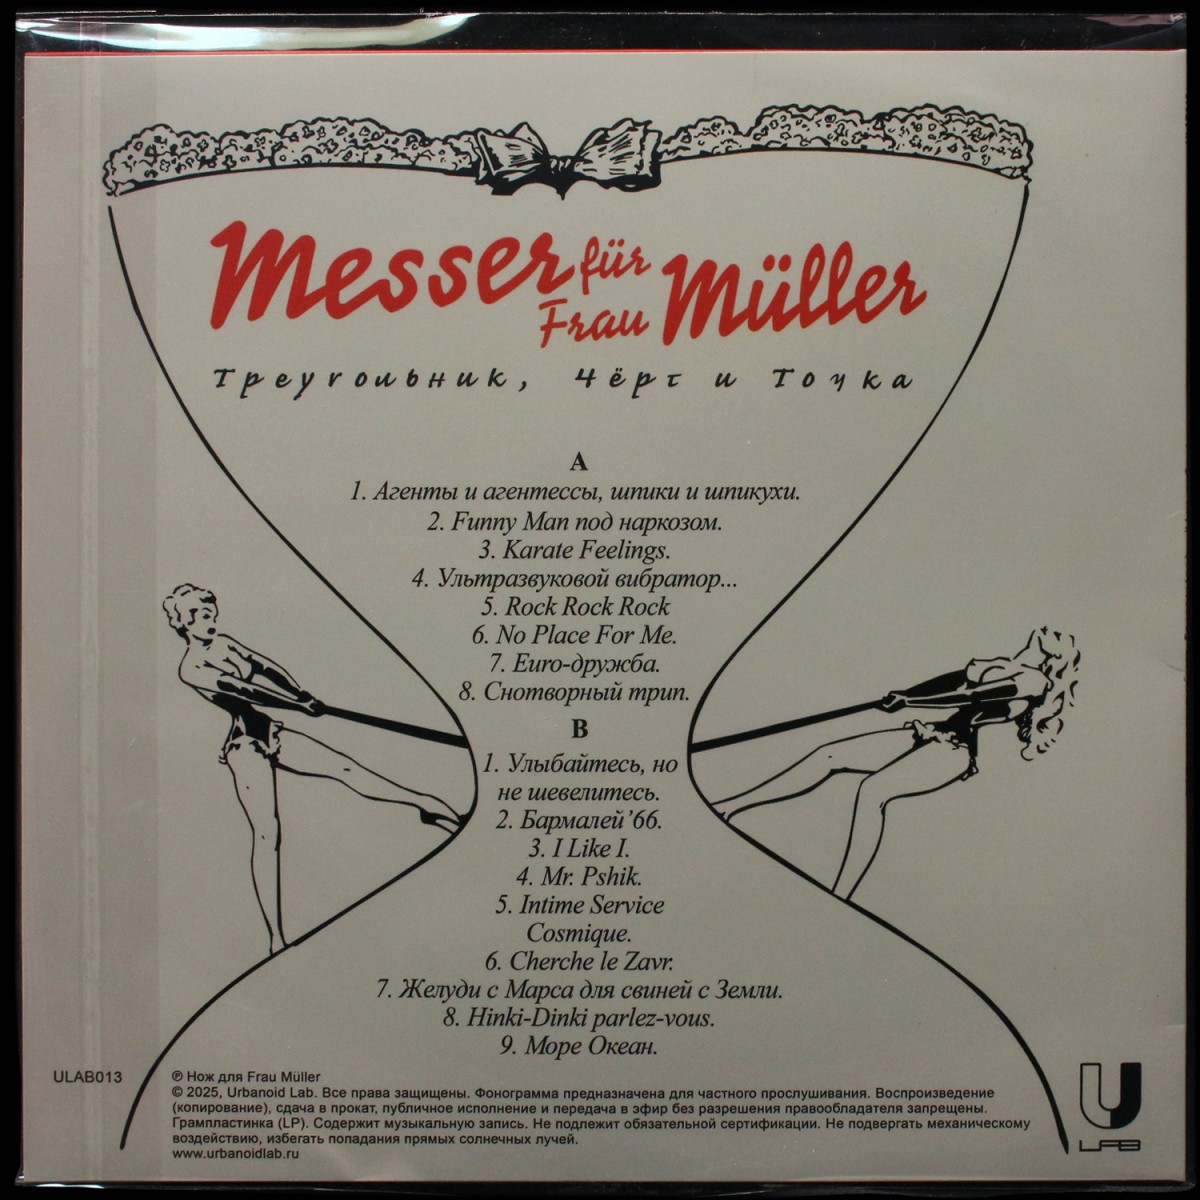 Messer für
Frau Müller
Треугольник, Чёрт и Точка
A
1. Агенты и агентессы, шпики и шпикухи.
2. Funny Man под наркозом.
3. Karate Feelings.
4. Ультразвуковой вибратор...
5. Rock Rock Rock
6. No Place For Me.
7. Euro-дружба.
8. Снотворный трип.
B
1. Улыбайтесь, но
не шевелитесь.
2. Бармалей'66.
3. I Like I.
4. Mr. Pshik.
5. Intime Service
Cosmique.
6. Cherche le Zavr.
7. Желуди с Марса для свиней с Земли.
8. Hinki-Dinki parlez-vous.
9. Море Океан.
ULAB013
℗ Нож для Frau Müller
© 2025, Urbanoid Lab. Все права защищены. Фонограмма предназначена для частного прослушивания. Воспроизведение
(копирование), сдача в прокат, публичное исполнение и передача в эфир без разрешения правообладателя запрещены.
Грампластинка (LP). Содержит музыкальную запись. Не подлежит обязательной сертификации. Не подвергать механическому
воздействию, избегать попадания прямых солнечных лучей.
www.urbanoidlab.ru
U
LAB